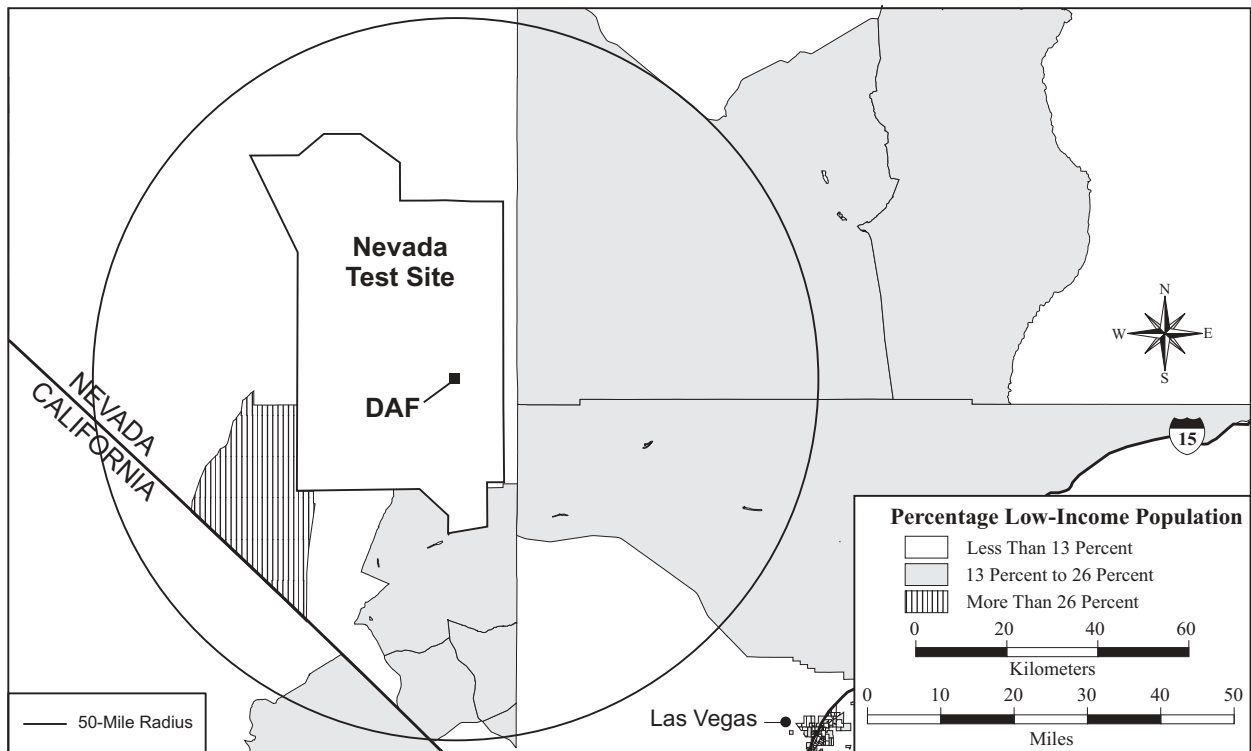 Nevada
Test Site
DAF
NEVADA
CALIFORNIA
N
W E
S
15
Percentage Low-Income Population
Less Than 13 Percent
13 Percent to 26 Percent
More Than 26 Percent
0 20 40 60
Kilometers
0 10 20 30 40 50
Miles
50-Mile Radius
Las Vegas